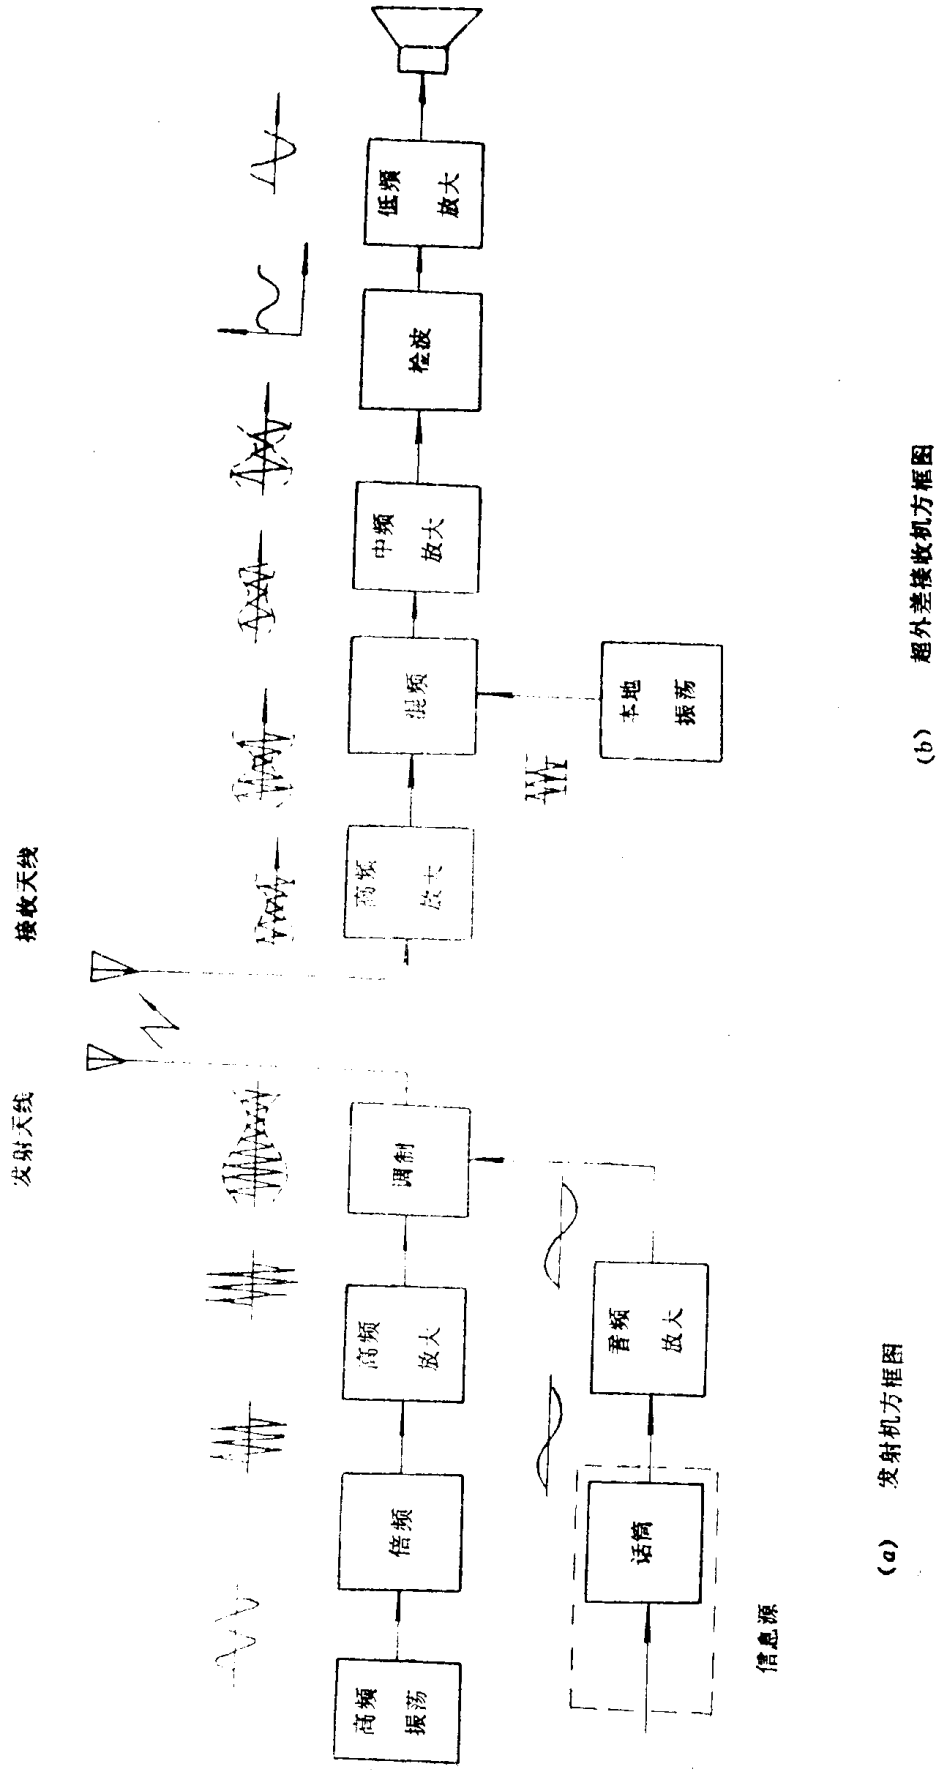 发射天线
接收天线
高频
振荡
倍频
高频
放大
调制
高频
放大
混频
中频
放大
检波
低频
放大
话筒
音频
放大
本地
振荡
信息源
(a) 发射机方框图
(b) 超外差接收机方框图